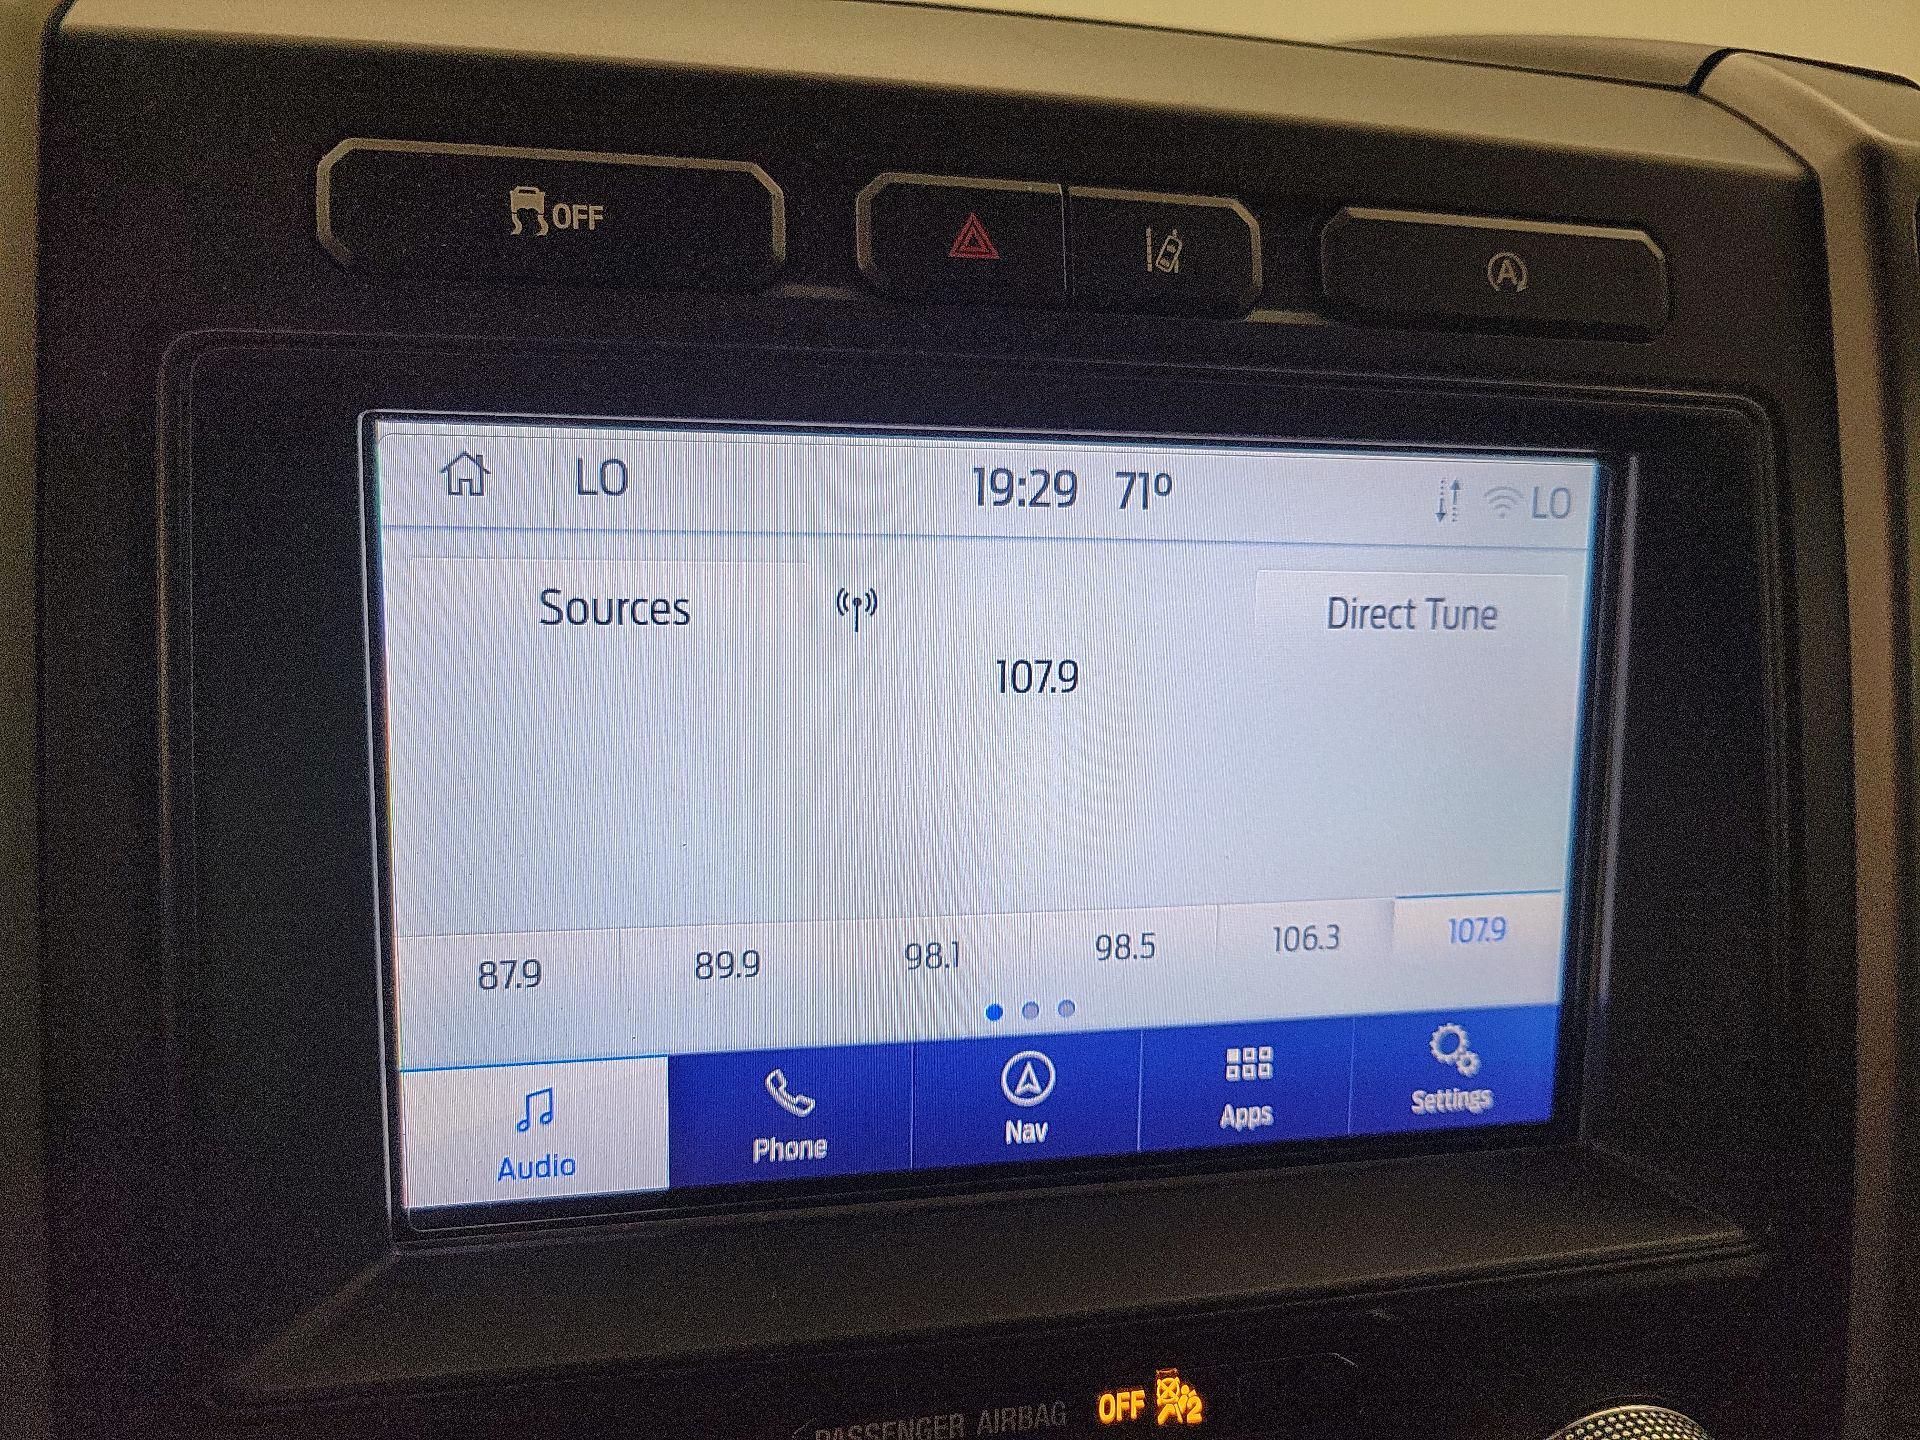 OFF
A
LO 19:29 71° LO
Sources Direct Tune
107.9
87.9 89.9 98.1 98.5 106.3 107.9
Audio Phone Nav Apps Settings
PASSENGER AIRBAG OFF 2